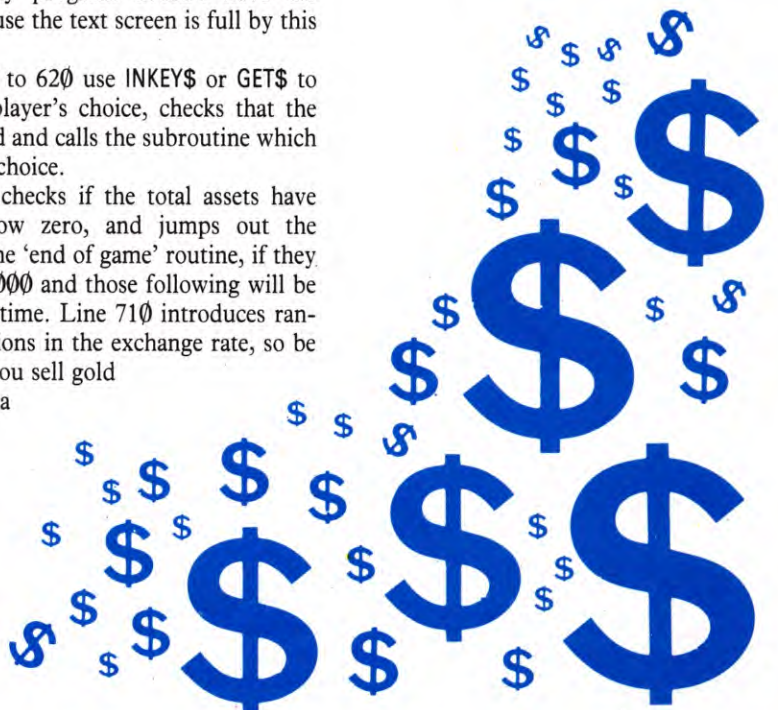 use the text screen is full by this
to 620 use INKEY$ or GET$ to
layer's choice, checks that the
d and calls the subroutine which
choice.
checks if the total assets have
ow zero, and jumps out the
ne 'end of game' routine, if they
000 and those following will be
time. Line 710 introduces ran-
ions in the exchange rate, so be
ou sell gold
a